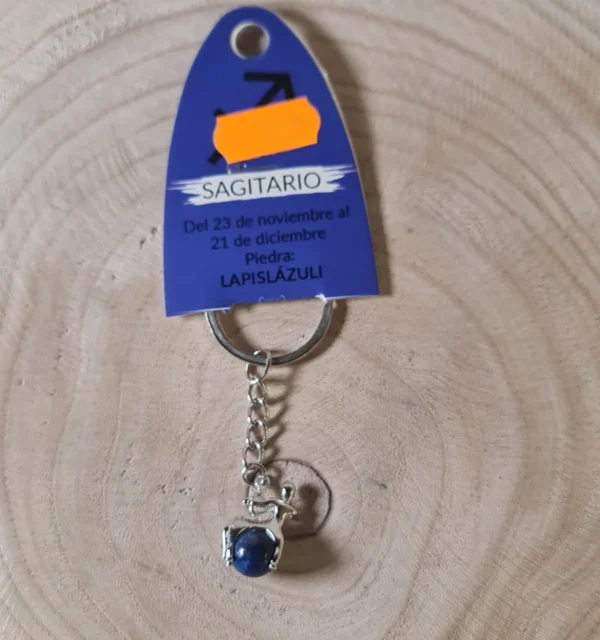 SAGITARIO
Del 23 de noviembre al
21 de diciembre
Piedra:
LAPISLÁZULI